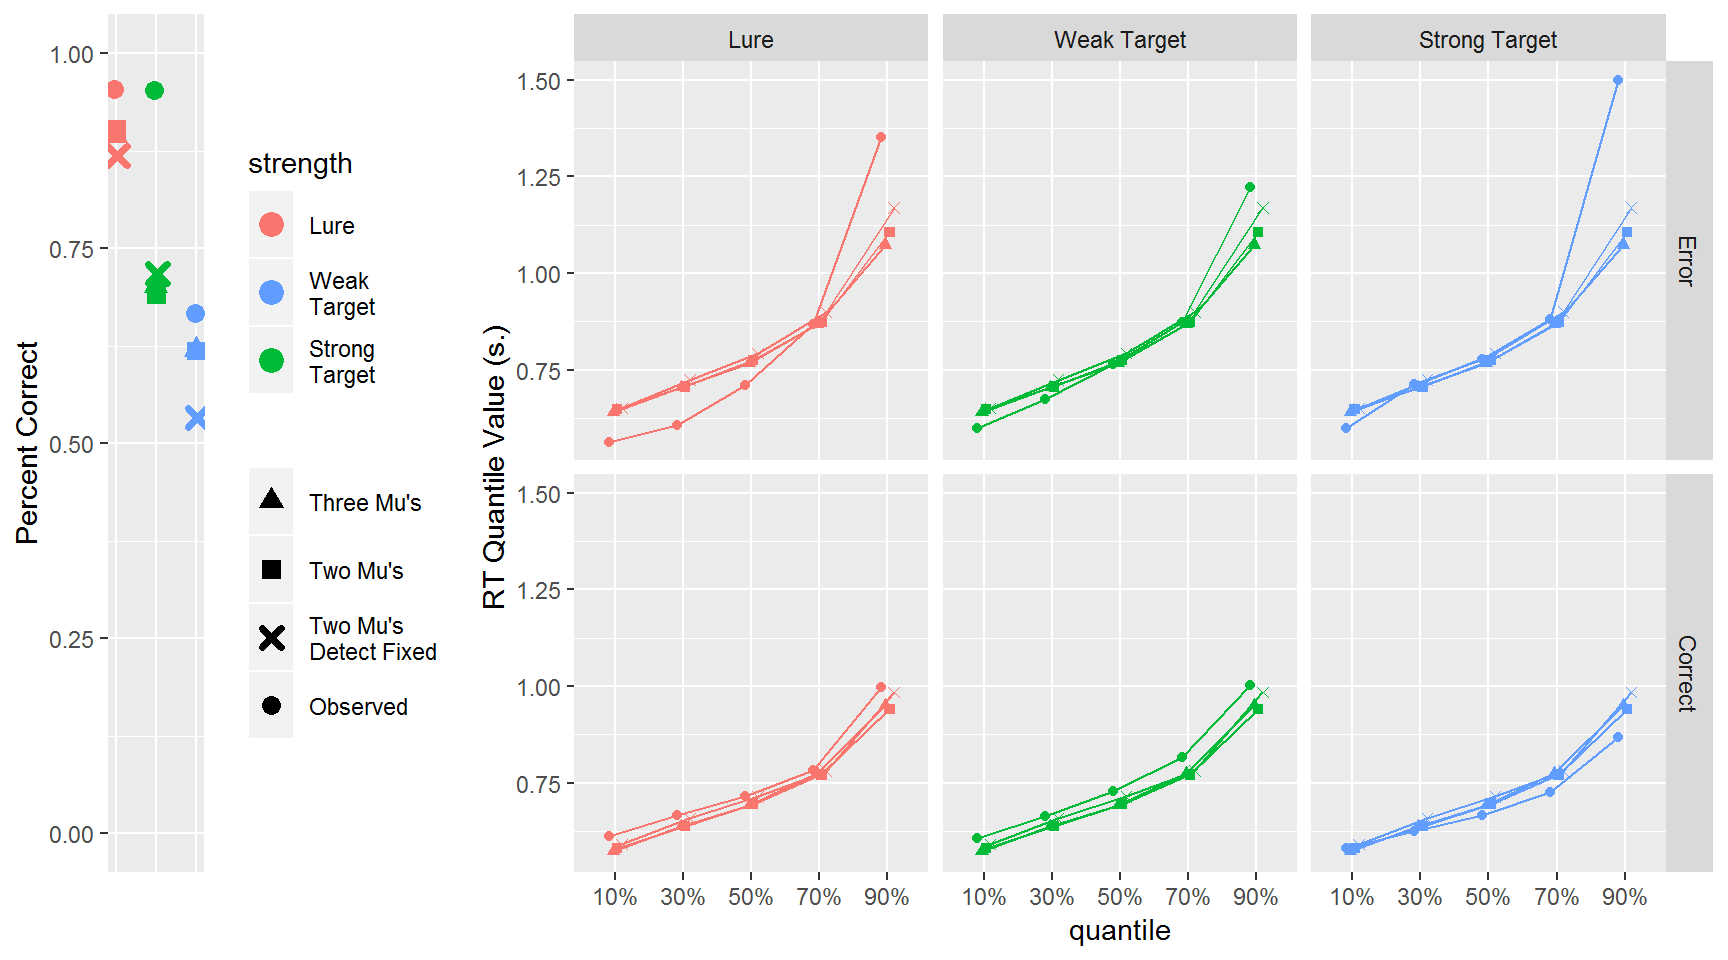 Percent Correct
1.00
0.75
0.50
0.25
0.00
strength
Lure
Weak
Target
Strong
Target
Three Mu's
Two Mu's
Two Mu's
Detect Fixed
Observed
RT Quantile Value (s.)
Lure
Weak Target
Strong Target
1.50
1.25
1.00
0.75
Error
1.50
1.25
1.00
0.75
Correct
10% 30% 50% 70% 90%
10% 30% 50% 70% 90%
10% 30% 50% 70% 90%
quantile